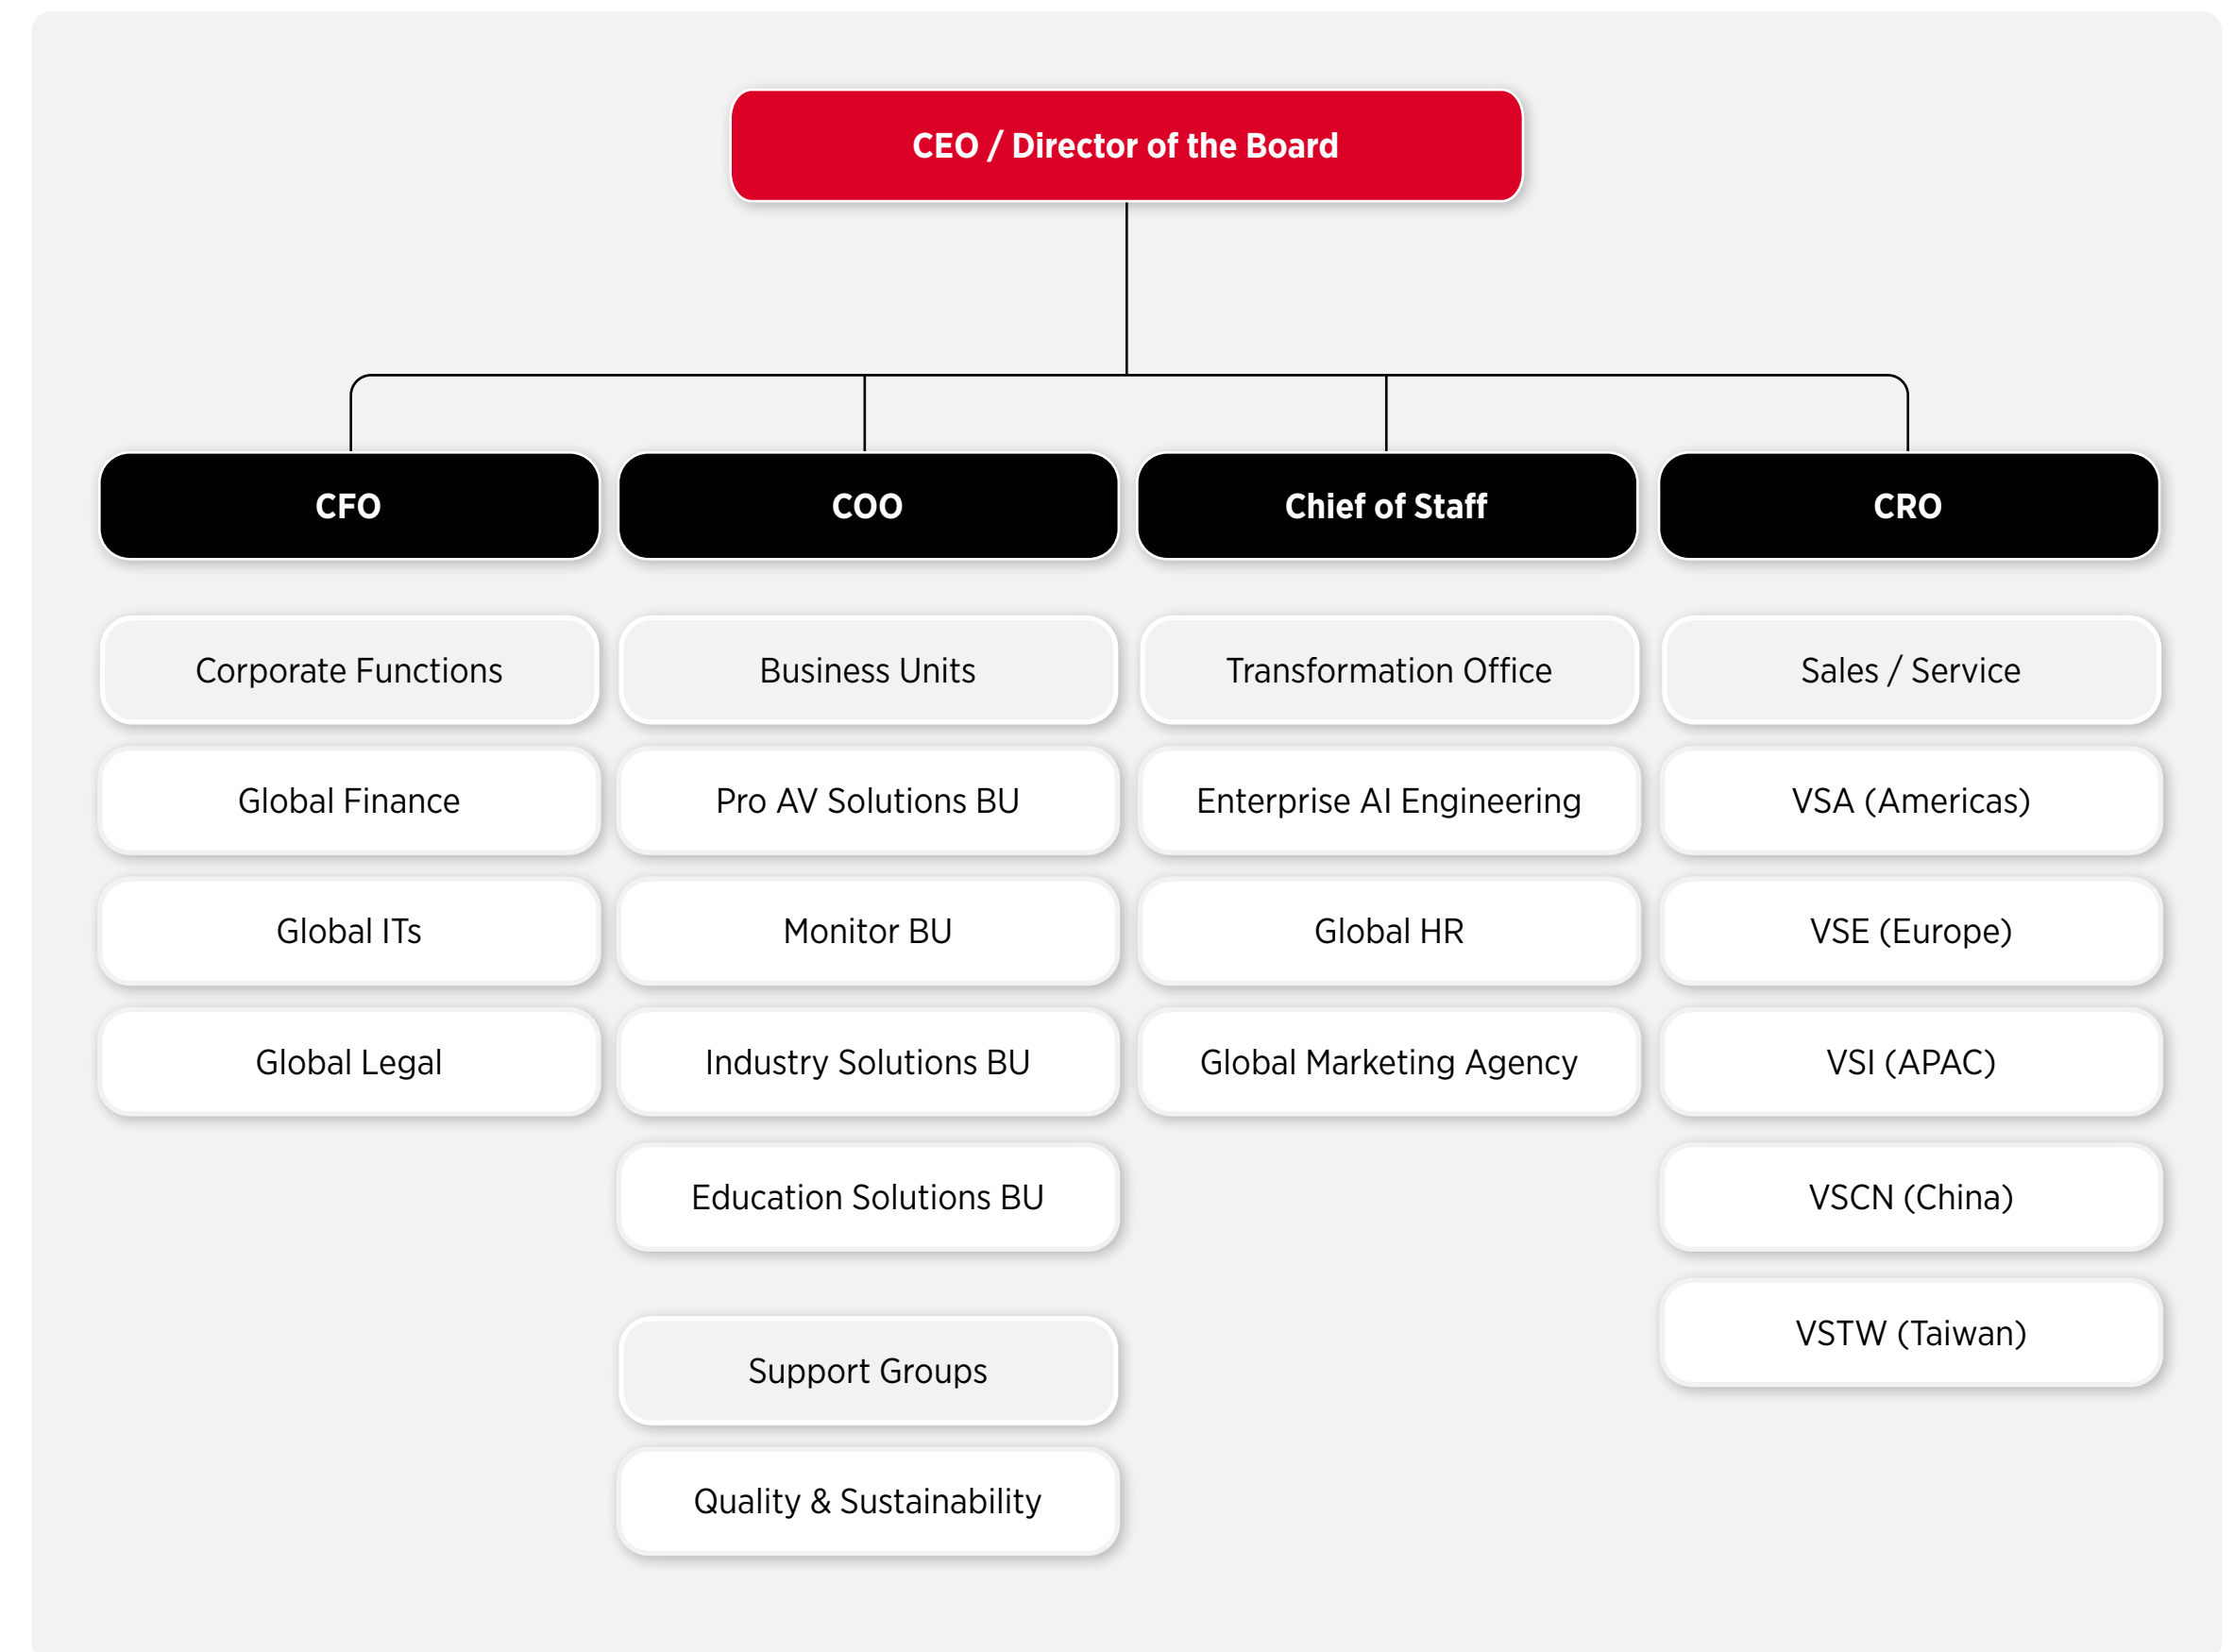 CEO / Director of the Board
CFO
COO
Chief of Staff
CRO
Corporate Functions
Business Units
Transformation Office
Sales / Service
Global Finance
Pro AV Solutions BU
Enterprise AI Engineering
VSA (Americas)
Global ITs
Monitor BU
Global HR
VSE (Europe)
Global Legal
Industry Solutions BU
Global Marketing Agency
VSI (APAC)
Education Solutions BU
VSCN (China)
VSTW (Taiwan)
Support Groups
Quality & Sustainability